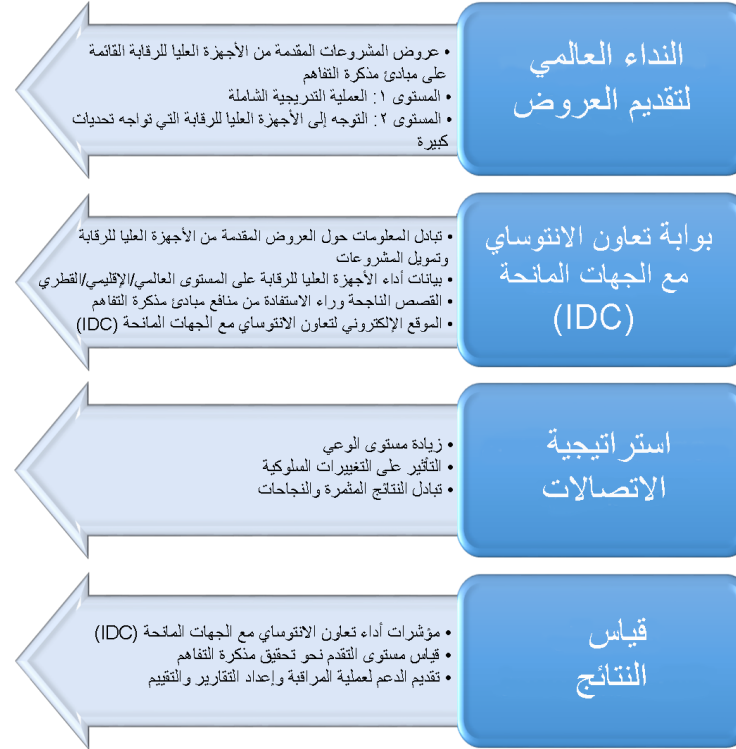 النداء العالمي
لتقديم العروض
• عروض المشروعات المقدمة من الأجهزة العليا للرقابة القائمة
على مبادئ مذكرة التفاهم
• المستوى ١: العملية التدريجية الشاملة
• المستوى ٢: التوجه إلى الأجهزة العليا للرقابة التي تواجه تحديات
كبيرة
بوابة تعاون الانتوساي
مع الجهات المانحة
(IDC)
• تبادل المعلومات حول العروض المقدمة من الأجهزة العليا للرقابة
وتمويل المشروعات
• بيانات أداء الأجهزة العليا للرقابة على المستوى العالمي/الإقليمي/القطري
• القصص الناجحة وراء الاستفادة من منافع مبادئ مذكرة التفاهم
• الموقع الإلكتروني لتعاون الانتوساي مع الجهات المانحة (IDC)
استراتيجية
الاتصالات
• زيادة مستوى الوعي
• التأثير على التغييرات السلوكية
• تبادل النتائج المثمرة والنجاحات
قياس
النتائج
• مؤشرات أداء تعاون الانتوساي مع الجهات المانحة (IDC)
• قياس مستوى التقدم نحو تحقيق مذكرة التفاهم
• تقديم الدعم لعملية المراقبة وإعداد التقارير والتقييم